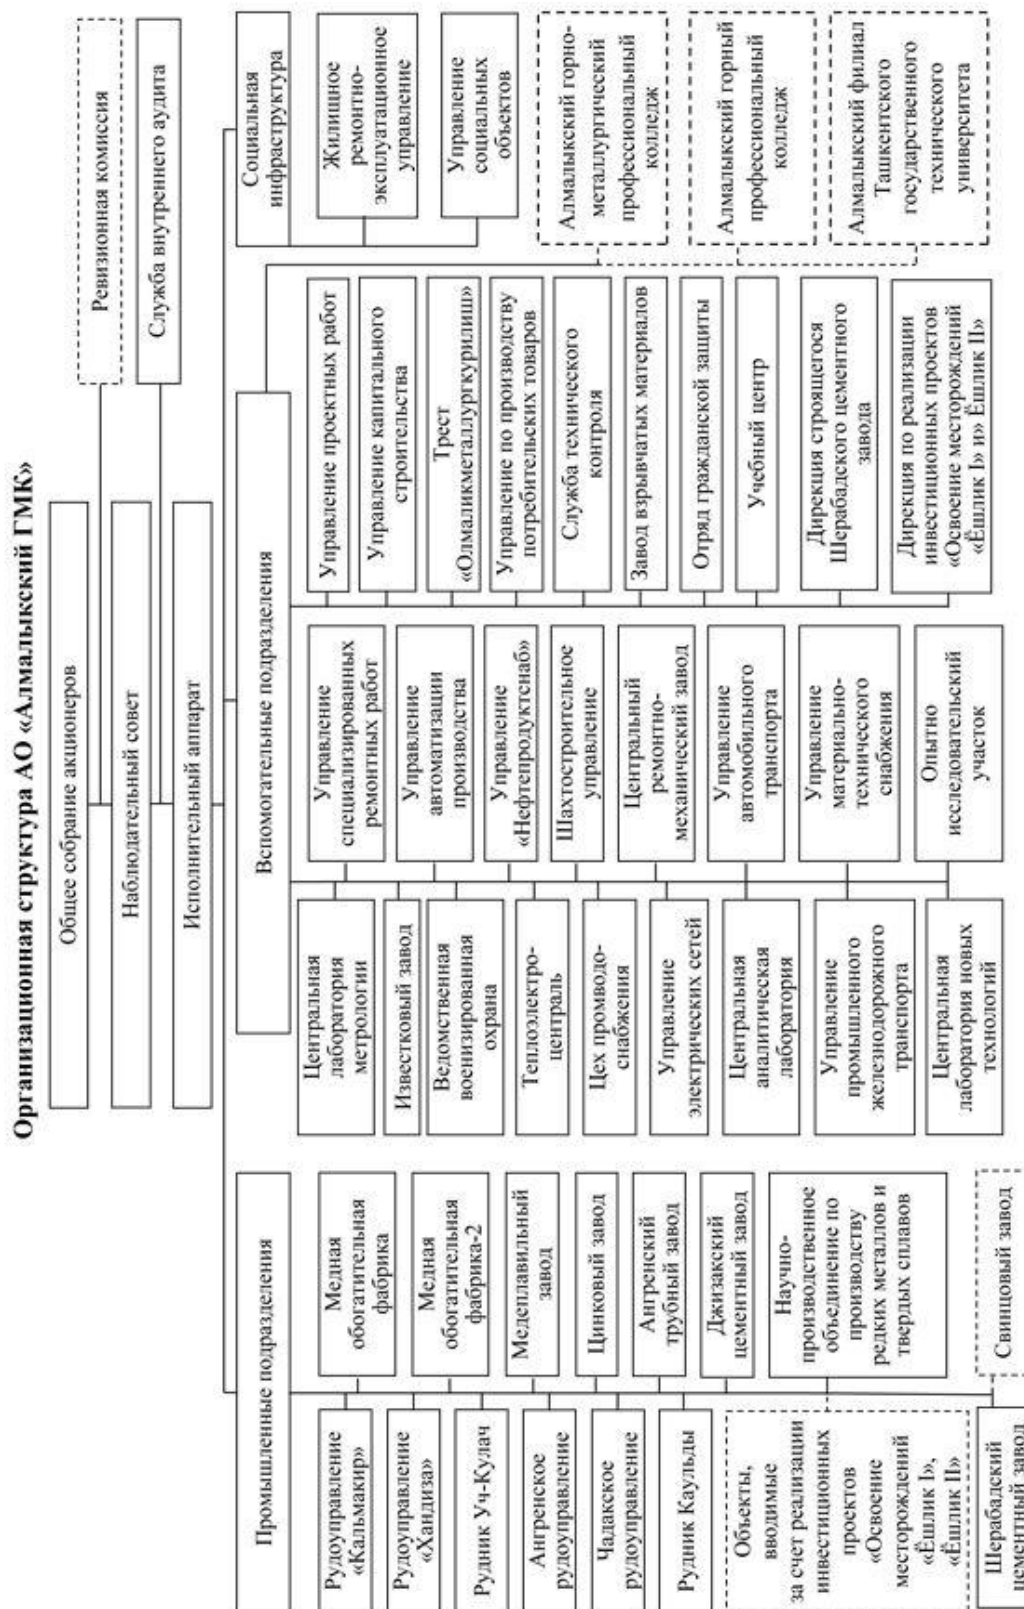 Организационная структура АО «Алмалыкский ГМК»
Общее собрание акционеров
Ревизионная комиссия
Наблюдательный совет
Служба внутреннего аудита
Исполнительный аппарат
Промышленные подразделения
Вспомогательные подразделения
Социальная
инфраструктура
Рудоуправление
«Кальмакир»
Рудоуправление
«Хандиза»
Рудник Уч-Кулач
Ангренское
рудоуправление
Чадакское
рудоуправление
Рудник Каульды
Объекты,
вводимые
за счет реализации
инвестиционных
проектов
«Освоение
месторождений
«Ёшлик I»,
«Ёшлик II»
Шерабадский
цементный завод
Медная
обогатительная
фабрика
Медная
обогатительная
фабрика-2
Медеплавильный
завод
Цинковый завод
Ангренский
трубный завод
Джизакский
цементный завод
Научно-
производственное
объединение по
производству
редких металлов и
твердых сплавов
Свинцовый завод
Центральная
лаборатория
метрологии
Известковый завод
Ведомственная
военизированная
охрана
Теплоэлектро-
централь
Цех промводо-
снабжения
Управление
электрических сетей
Центральная
аналитическая
лаборатория
Управление
промышленного
железнодорожного
транспорта
Центральная
лаборатория новых
технологий
Управление
специализированных
ремонтных работ
Управление
автоматизации
производства
Управление
«Нефтепродуктснаб»
Шахтостроительное
управление
Центральный
ремонтно-
механический завод
Управление
автомобильного
транспорта
Управление
материально-
технического
снабжения
Опытно
исследовательский
участок
Управление проектных работ
Управление капитального
строительства
Трест
«Олмаликметаллургкурилиш»
Управление по производству
потребительских товаров
Служба технического
контроля
Завод взрывчатых материалов
Отряд гражданской защиты
Учебный центр
Дирекция строящегося
Шерабадского цементного
завода
Дирекция по реализации
инвестиционных проектов
«Освоение месторождений
«Ёшлик I» и» Ёшлик II»
Жилищное
ремонтно-
эксплуатационное
управление
Управление
социальных
объектов
Алмалыкский горно-
металлургический
профессиональный
колледж
Алмалыкский горный
профессиональный
колледж
Алмалыкский филиал
Ташкентского
государственного
технического
университета